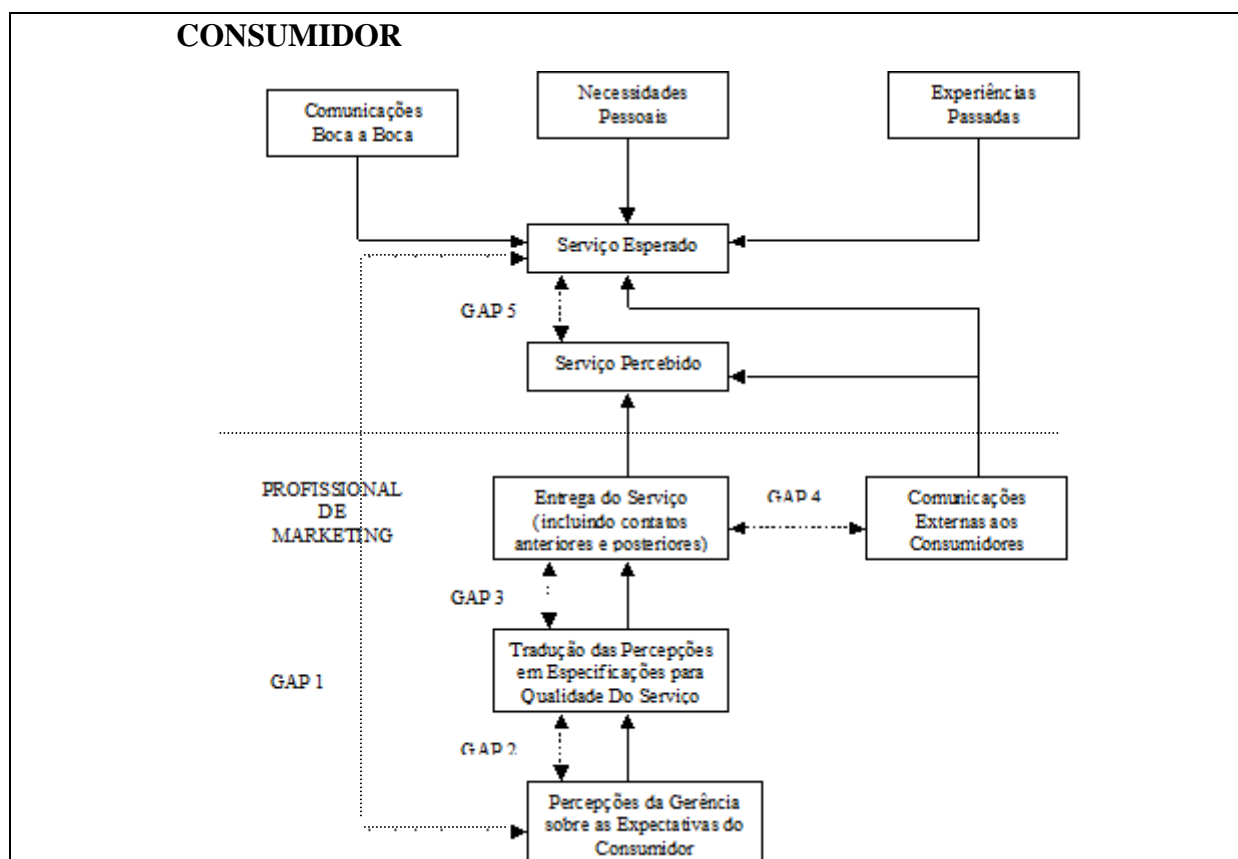 CONSUMIDOR
Comunicações
Boca a Boca
Necessidades
Pessoais
Experiências
Passadas
Serviço Esperado
GAP 5
Serviço Percebido
PROFISSIONAL
DE
MARKETING
Entrega do Serviço
(incluindo contatos
anteriores e posteriores)
GAP 4
Comunicações
Externas aos
Consumidores
GAP 3
Tradução das Percepções
em Especificações para
Qualidade Do Serviço
GAP 1
GAP 2
Percepções da Gerência
sobre as Expectativas do
Consumidor